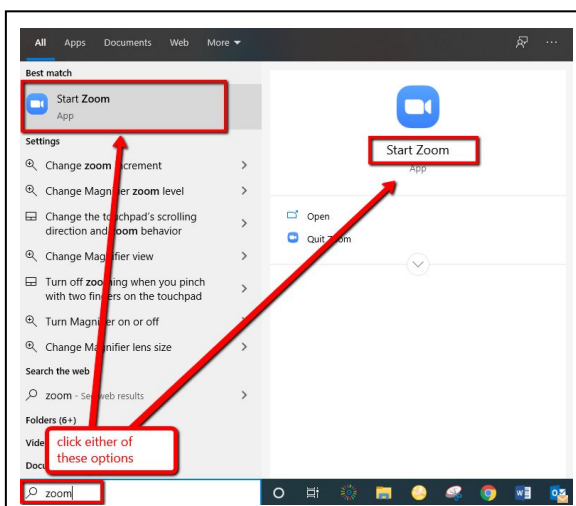 All Apps Documents Web More
Best match
Start Zoom
App
Settings
Change zoom increment
Change Magnifier zoom level
Change the touchpad's scrolling
direction and zoom behavior
Change Magnifier view
Turn off zooming when you pinch
with two fingers on the touchpad
Turn Magnifier on or off
Change Magnifier lens size
Search the web
zoom - See web results
Folders (6+)
click either of
these options
zoom
Start Zoom
App
Open
Quit Zoom